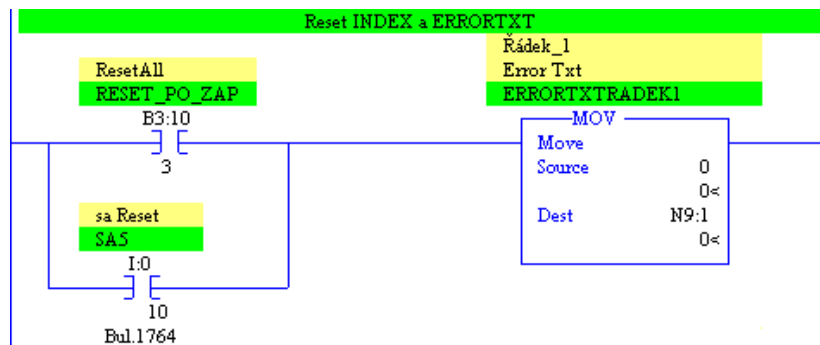 Reset INDEX a ERRORTXT
ResetAll
RESET_PO_ZAP
B3:10
3
sa Reset
SA5
I:0
10
Bul.1764
Řádek_1
Error Txt
ERRORTXTRADEK1
MOV
Move
Source 0
0<
Dest N9:1
0<